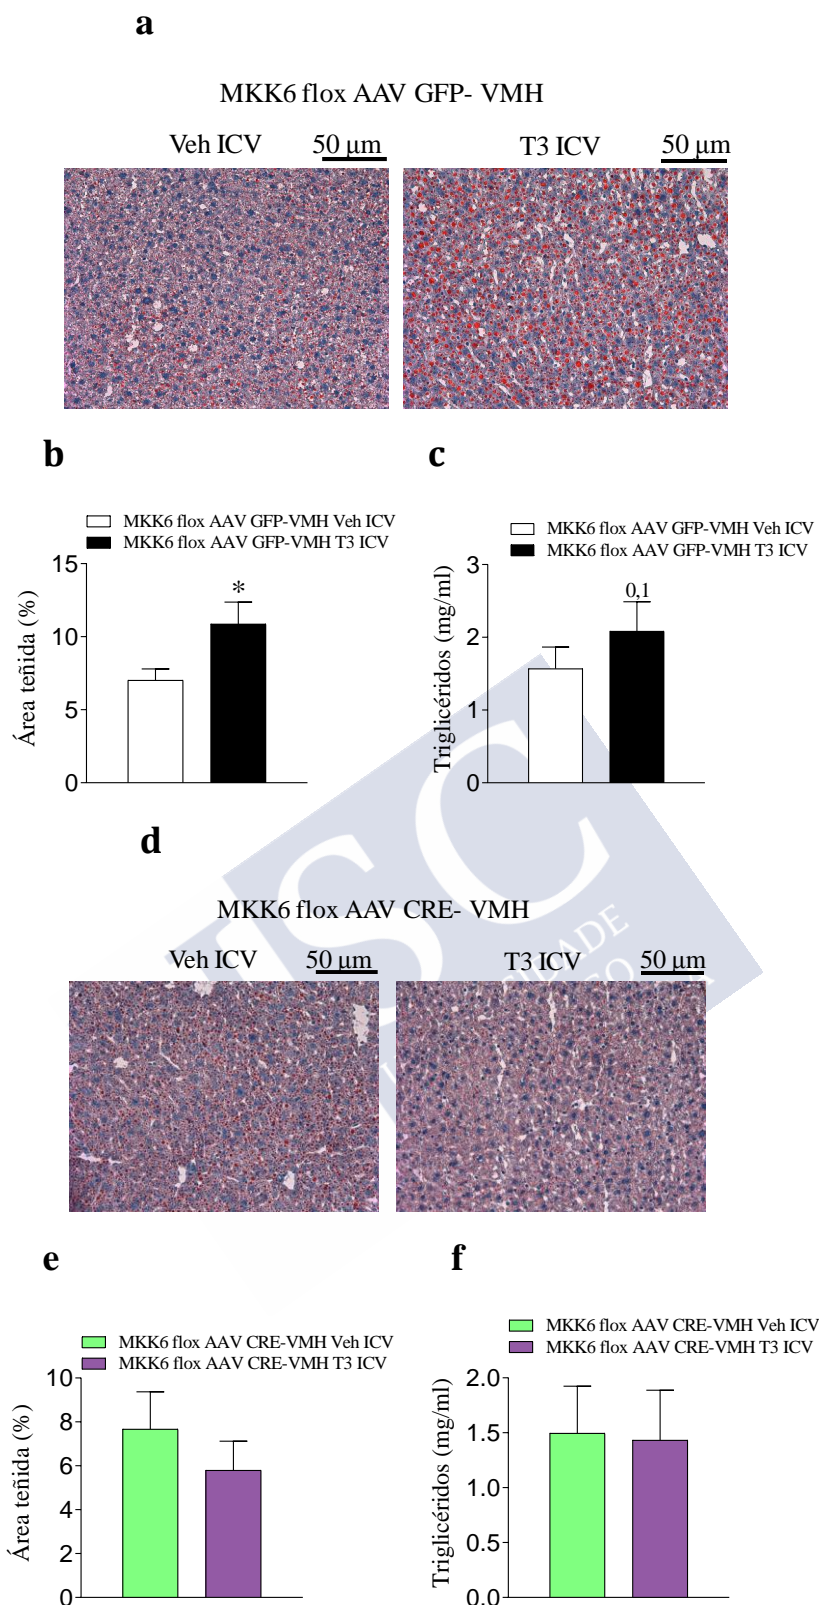 a
MKK6 flox AAV GFP- VMH
Veh ICV 50 µm T3 ICV 50 µm
b
MKK6 flox AAV GFP-VMH Veh ICV
MKK6 flox AAV GFP-VMH T3 ICV
Área teñida (%)
15
10
5
0
*
c
MKK6 flox AAV GFP-VMH Veh ICV
MKK6 flox AAV GFP-VMH T3 ICV
Triglicéridos (mg/ml)
3
2
1
0
0,1
d
MKK6 flox AAV CRE- VMH
Veh ICV 50 µm T3 ICV 50 µm
USC
e
MKK6 flox AAV CRE-VMH Veh ICV
MKK6 flox AAV CRE-VMH T3 ICV
Área teñida (%)
10
8
6
4
2
0
f
MKK6 flox AAV CRE-VMH Veh ICV
MKK6 flox AAV CRE-VMH T3 ICV
Triglicéridos (mg/ml)
2.0
1.5
1.0
0.5
0.0